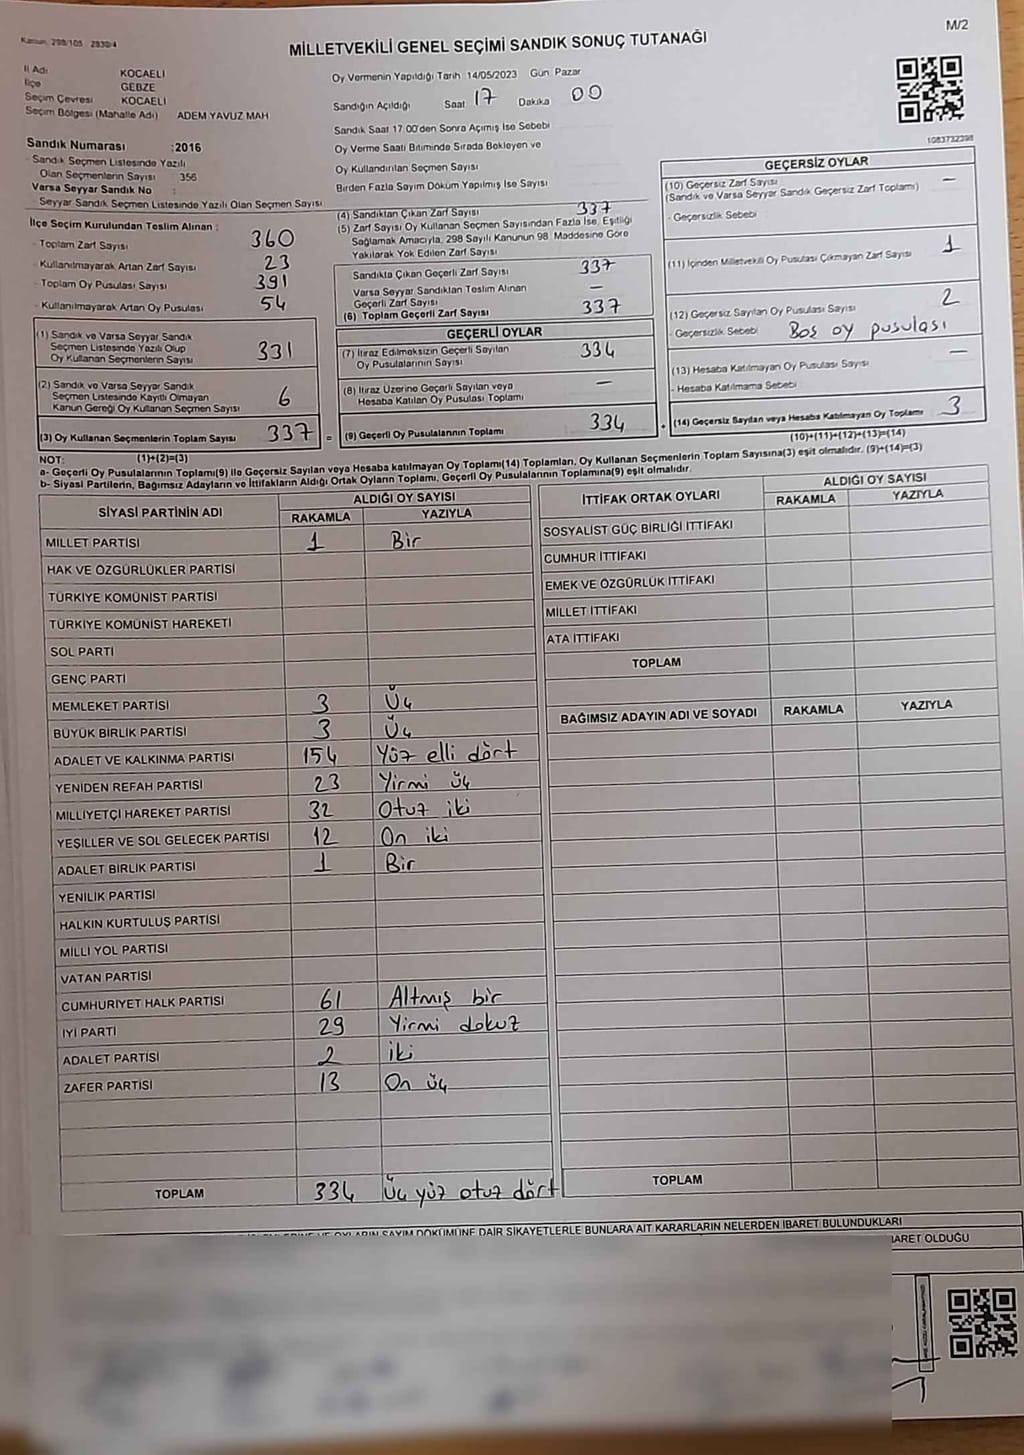 Kanun: 298/105 2839/4
M/2
MİLLETVEKİLİ GENEL SEÇİMİ SANDIK SONUÇ TUTANAĞI
İl Adı KOCAELİ
İlçe GEBZE
Seçim Çevresi KOCAELİ
Seçim Bölgesi (Mahalle Adı) ADEM YAVUZ MAH
Sandık Numarası :2016
- Sandık Seçmen Listesinde Yazılı
Olan Seçmenlerin Sayısı 356
Varsa Seyyar Sandık No :
- Seyyar Sandık Seçmen Listesinde Yazılı Olan Seçmen Sayısı
İlçe Seçim Kurulundan Teslim Alınan :
- Toplam Zarf Sayısı 360
- Kullanılmayarak Artan Zarf Sayısı 23
- Toplam Oy Pusulası Sayısı 391
- Kullanılmayarak Artan Oy Pusulası 54
(1) Sandık ve Varsa Seyyar Sandık
Seçmen Listesinde Yazılı Olup
Oy Kullanan Seçmenlerin Sayısı 331
(2) Sandık ve Varsa Seyyar Sandık
Seçmen Listesinde Kayıtlı Olmayan
Kanun Gereği Oy Kullanan Seçmen Sayısı 6
(3) Oy Kullanan Seçmenlerin Toplam Sayısı 337 =
Oy Vermenin Yapıldığı Tarih 14/05/2023 Gün Pazar
Sandığın Açıldığı Saat 17 Dakika 00
Sandık Saat 17:00'den Sonra Açımış İse Sebebi
Oy Verme Saati Bitiminde Sırada Bekleyen ve
Oy Kullandırılan Seçmen Sayısı
Birden Fazla Sayım Döküm Yapılmış İse Sayısı
(4) Sandıktan Çıkan Zarf Sayısı 337
(5) Zarf Sayısı Oy Kullanan Seçmen Sayısından Fazla İse, Eşitliği
Sağlamak Amacıyla, 298 Sayılı Kanunun 98. Maddesine Göre
Yakılarak Yok Edilen Zarf Sayısı
Sandıkta Çıkan Geçerli Zarf Sayısı 337
Varsa Seyyar Sandıktan Teslim Alınan
Geçerli Zarf Sayısı —
(6) Toplam Geçerli Zarf Sayısı 337
GEÇERLİ OYLAR
(7) İtiraz Edilmeksizin Geçerli Sayılan
Oy Pusulalarının Sayısı 334
(8) İtiraz Üzerine Geçerli Sayılan veya
Hesaba Katılan Oy Pusulası Toplamı —
(9) Geçerli Oy Pusulalarının Toplamı 334 +
1083732398
GEÇERSİZ OYLAR
(10) Geçersiz Zarf Sayısı —
(Sandık ve Varsa Seyyar Sandık Geçersiz Zarf Toplamı)
- Geçersizlik Sebebi
(11) İçinden Milletvekili Oy Pusulası Çıkmayan Zarf Sayısı 1
(12) Geçersiz Sayılan Oy Pusulası Sayısı 2
- Geçersizlik Sebebi Boş oy pusulası
(13) Hesaba Katılmayan Oy Pusulası Sayısı —
- Hesaba Katılmama Sebebi
(14) Geçersiz Sayılan veya Hesaba Katılmayan Oy Toplamı 3
NOT: (1)+(2)=(3) (10)+(11)+(12)+(13)=(14)
a- Geçerli Oy Pusulalarının Toplamı(9) ile Geçersiz Sayılan veya Hesaba katılmayan Oy Toplamı(14) Toplamları, Oy Kullanan Seçmenlerin Toplam Sayısına(3) eşit olmalıdır. (9)+(14)=(3)
b- Siyasi Partilerin, Bağımsız Adayların ve İttifakların Aldığı Ortak Oyların Toplamı, Geçerli Oy Pusulalarının Toplamına(9) eşit olmalıdır.
SİYASİ PARTİNİN ADI ALDIĞI OY SAYISI
RAKAMLA YAZIYLA
MİLLET PARTİSİ 1 Bir
HAK VE ÖZGÜRLÜKLER PARTİSİ
TÜRKİYE KOMÜNİST PARTİSİ
TÜRKİYE KOMÜNİST HAREKETİ
SOL PARTİ
GENÇ PARTİ
MEMLEKET PARTİSİ 3 Üç
BÜYÜK BİRLİK PARTİSİ 3 Üç
ADALET VE KALKINMA PARTİSİ 154 Yüz elli dört
YENİDEN REFAH PARTİSİ 23 Yirmi üç
MİLLİYETÇİ HAREKET PARTİSİ 32 Otuz iki
YEŞİLLER VE SOL GELECEK PARTİSİ 12 On iki
ADALET BİRLİK PARTİSİ 1 Bir
YENİLİK PARTİSİ
HALKIN KURTULUŞ PARTİSİ
MİLLİ YOL PARTİSİ
VATAN PARTİSİ
CUMHURİYET HALK PARTİSİ 61 Altmış bir
İYİ PARTİ 29 Yirmi dokuz
ADALET PARTİSİ 2 iki
ZAFER PARTİSİ 13 On üç
TOPLAM 334 Üç yüz otuz dört
İTTİFAK ORTAK OYLARI ALDIĞI OY SAYISI
RAKAMLA YAZIYLA
SOSYALİST GÜÇ BİRLİĞİ İTTİFAKI
CUMHUR İTTİFAKI
EMEK VE ÖZGÜRLÜK İTTİFAKI
MİLLET İTTİFAKI
ATA İTTİFAKI
TOPLAM
BAĞIMSIZ ADAYIN ADI VE SOYADI RAKAMLA YAZIYLA
TOPLAM
OYLARIN SAYIM DÖKÜMÜNE DAİR ŞİKAYETLERLE BUNLARA AİT KARARLARIN NELERDEN İBARET BULUNDUKLARI
İBARET OLDUĞU